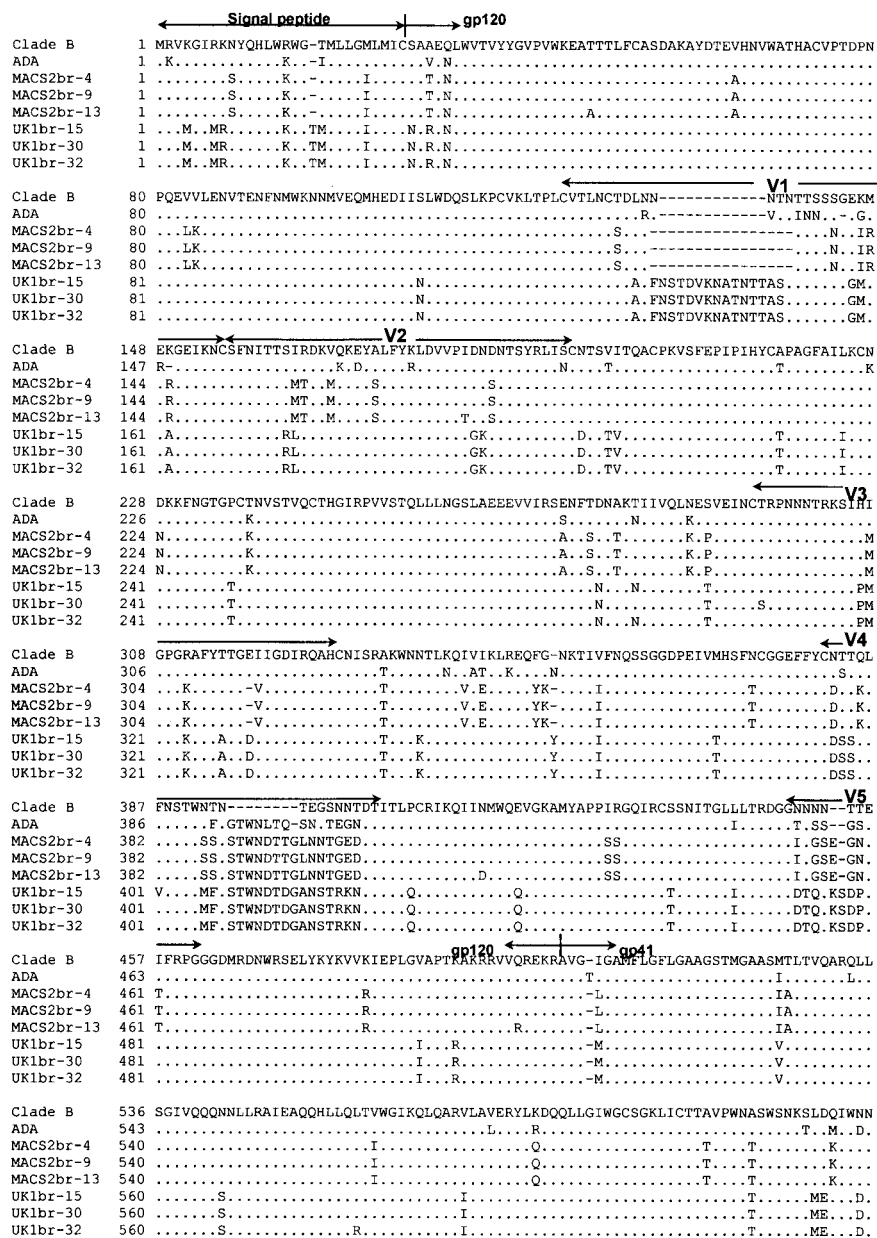 Signal peptide gp120
Clade B 1 MRVKGIRKNYQHLWRWG-TMLLGMLMICSAAEQLWVTVYYGVPVWKEATTTLFCASDAKAYDTEVHNVWATHACVPTDPN
ADA 1 .K..........K...-.I........V.N..............................................
MACS2br-4 1 ........S....K..-....I.....T.N.............................A................
MACS2br-9 1 ........S....K..-....I.....T.N.............................A................
MACS2br-13 1 ........S....K..-....I.....T.N.............A...............A................
UK1br-15 1 ...M..MR......K..TM....I....N.R.N..............................................
UK1br-30 1 ...M..MR......K..TM....I....N.R.N..............................................
UK1br-32 1 ...M..MR......K..TM....I....N.R.N..............................................
V1
Clade B 80 PQEVVLENVTENFNMWKNNMVEQMHEDIISLWDQSLKPCVKLTPLCVTLNCTDLNN-------------NTNTTSSSGEKM
ADA 80 ......................................................R.-------------V..INN...G.
MACS2br-4 80 ...LK..............................................S...----------------....N..IR
MACS2br-9 80 ...LK..............................................S...----------------....N..IR
MACS2br-13 80 ...LK..............................................S...----------------....N..IR
UK1br-15 81 .............................N.......................A.FNSTDVKNATNTTAS.......GM.
UK1br-30 81 .............................N.......................A.FNSTDVKNATNTTAS.......GM.
UK1br-32 81 .............................N.......................A.FNSTDVKNATNTTAS.......GM.
V2
Clade B 148 EKGEIKNCSFNITTSIRDKVQKEYALFYKLDVVPIDNDNTSYRLISCNTSVITQACPKVSFEPIPIHYCAPAGFAILKCN
ADA 147 R-...................K.D.....R................N....T...................T........K
MACS2br-4 144 .R.............MT..V....S............S..........................................
MACS2br-9 144 .R.............MT..V....S............S..........................................
MACS2br-13 144 .R.............MT..V....S.........T..S..........................................
UK1br-15 161 .A............RL...................GK.........D..TV...................T.....I...
UK1br-30 161 .A............RL...................GK.........D..TV...................T.....I...
UK1br-32 161 .A............RL...................GK.........D..TV...................T.....I...
V3
Clade B 228 DKKFNGTGPCTNVSTVQCTHGIRPVVSTQLLLNGSLAEEEVVIRSENFTDNAKTIIVQLNESVEINCTRPNNNTRKSIHI
ADA 226 ..........K..................................S.......N.....K....................
MACS2br-4 224 N.........K..................................A..S..T.......K.P..................M
MACS2br-9 224 N.........K..................................A..S..T.......K.P..................M
MACS2br-13 224 N.........K..................................A..S..T.......K.P..................M
UK1br-15 241 ........T........................................N...N.......T................PM
UK1br-30 241 ........T........................................N...N.......T.....S..........PM
UK1br-32 241 ........T........................................N...N.......T................PM
V4
Clade B 308 GPGRAFYTTGEIIGDIRQAHCNISRAKWNNTLKQIVIKLREQFG-NKTIVFNQSSGGDPEIVMHSFNCGGEFFYCNTTQL
ADA 306 .........................T......N..AT..K....N................................S..
MACS2br-4 304 ...K......-V.............T........V.E.....YK-.....I................N.......D..K.
MACS2br-9 304 ...K......-V.............T........V.E.....YK-.....I................T.......D..K.
MACS2br-13 304 ...K......-V.............T........V.E.....YK-.....I................T.......D..K.
UK1br-15 321 ...K...A..D..............T...K.............-Y....I............M...........DSS..
UK1br-30 321 ...K...A..D..............T...K.............-Y....I............M...........DSS..
UK1br-32 321 ...K...A..D..............T...K.............-Y....I............M...........DSS..
V5
Clade B 387 FNSTWNTN--------TEGSNNTDTITLPCRIKQIINMWQEVGKAMYAPPIRGQIRCSSNITGLLLTRDGGNNNN--TTE
ADA 386 .....F.GTWNLTQ-SN.TEGN..........................................I.......T.SS--GS.
MACS2br-4 382 .....SS.STWNDTTGLNNTGED.............................SS....................I.GSE-GN.
MACS2br-9 382 .....SS.STWNDTTGLNNTGED.............................SS....................I.GSE-GN.
MACS2br-13 382 .....SS.STWNDTTGLNNTGED.............D...............SS....................I.GSE-GN.
UK1br-15 401 V....MF.STWNDTDGANSTRKN.....Q..........Q..................T......I......DTQ.KSDP.
UK1br-30 401 .....MF.STWNDTDGANSTRKN.....Q..........Q..................T......I......DTQ.KSDP.
UK1br-32 401 .....MF.STWNDTDGANSTRKN.....Q..........Q..................T......I......DTQ.KSDP.
gp120 gp41
Clade B 457 IFRPGGGDMRDNWRSELYKYKVVKIEPLGVAPTKAKRRVVQREKRAVG-IGAMFLGFLGAAGSTMGAASMTLTVQARQLL
ADA 463 ................................................T....................I........L..
MACS2br-4 461 T.......................R.......................-L...................IA.........
MACS2br-9 461 T.......................R.......................-L...................IA.........
MACS2br-13 461 T.......................R................Q......-L...................IA.........
UK1br-15 481 .............................I....R.............-M...................V..........
UK1br-30 481 .............................I....R.............-M...................V..........
UK1br-32 481 .............................I....R.............-M...................V..........
Clade B 536 SGIVQQQNNLLRAIEAQQHLLQLTVWGIKQLQARVLAVERYLKDQQLLGIWGCSGKLICTTAVPWNASWSNKSLDQIWNN
ADA 543 .....................................L....R.............................T..M..D.
MACS2br-4 540 ........................I.................Q..................T....T........K....
MACS2br-9 540 ........................I.................Q..................T....T........K....
MACS2br-13 540 ........................I.................Q..................T....T........K....
UK1br-15 560 ........S.........................I..............................T......ME...D.
UK1br-30 560 ..................................I..............................T......ME...D.
UK1br-32 560 ........S............R............I..............................T......ME...D.